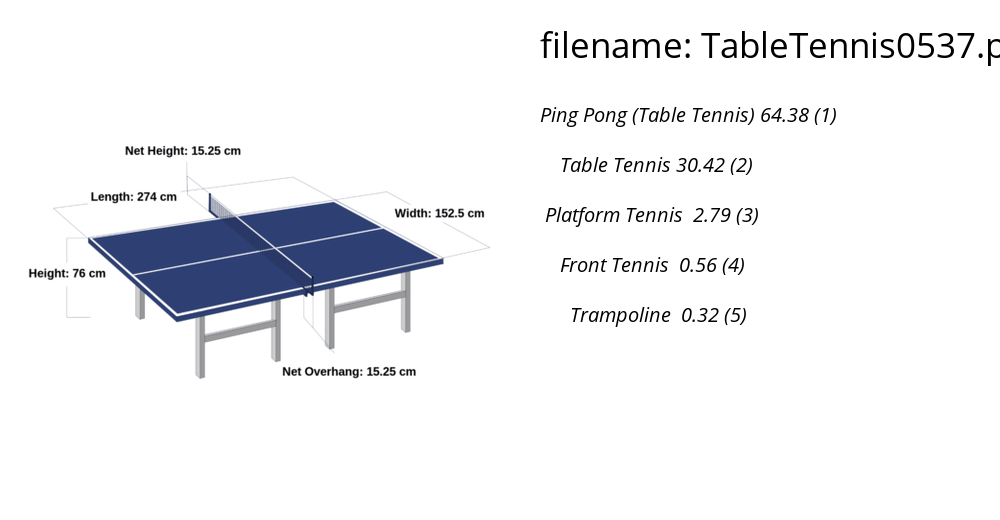 filename: TableTennis0537.p
Ping Pong (Table Tennis) 64.38 (1)
Table Tennis 30.42 (2)
Platform Tennis 2.79 (3)
Front Tennis 0.56 (4)
Trampoline 0.32 (5)
Net Height: 15.25 cm
Length: 274 cm
Width: 152.5 cm
Height: 76 cm
Net Overhang: 15.25 cm